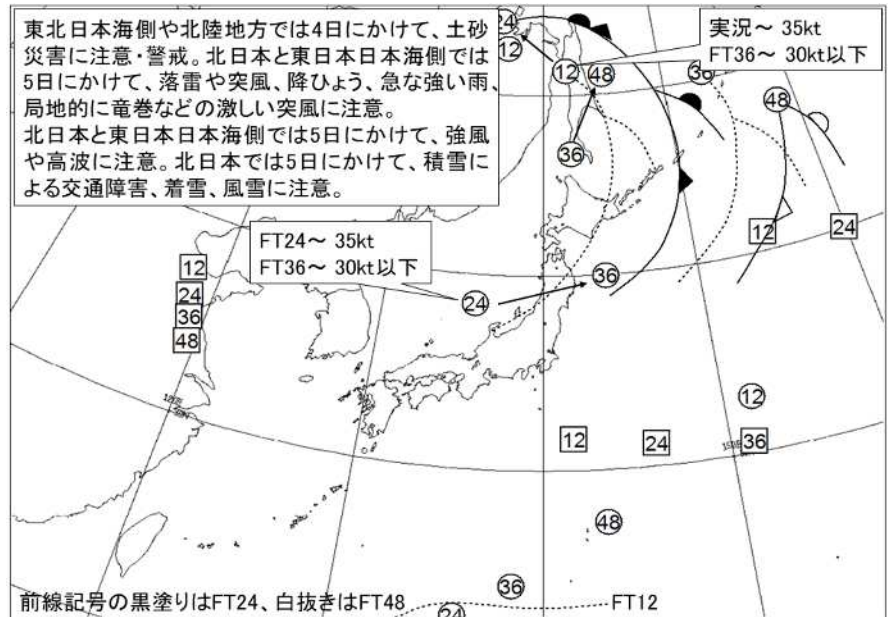 東北日本海側や北陸地方では4日にかけて、土砂
災害に注意・警戒。北日本と東日本日本海側では
5日にかけて、落雷や突風、降ひょう、急な強い雨、
局地的に竜巻などの激しい突風に注意。
北日本と東日本日本海側では5日にかけて、強風
や高波に注意。北日本では5日にかけて、積雪に
よる交通障害、着雪、風雪に注意。
24
12
実況～ 35kt
FT36～ 30kt以下
12
48
36
48
36
12
24
FT24～ 35kt
FT36～ 30kt以下
12
24
36
48
24
36
12
12
24
36
48
36
24
FT12
前線記号の黒塗りはFT24、白抜きはFT48